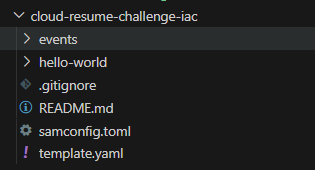 cloud-resume-challenge-iac
events
hello-world
.gitignore
README.md
samconfig.toml
template.yaml